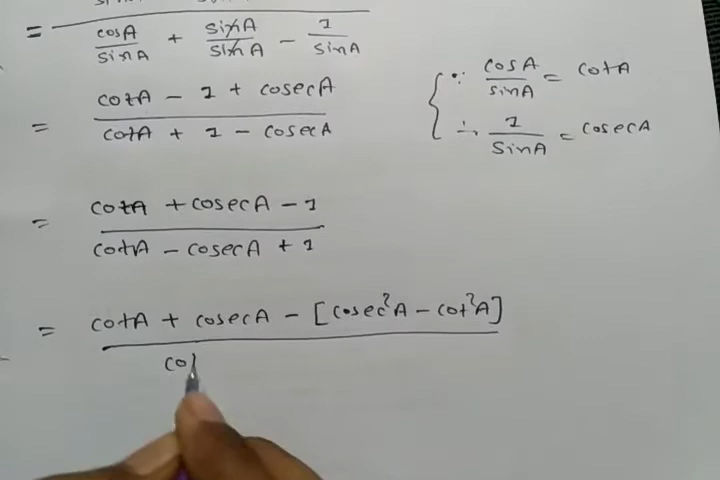 = cosA/sinA + sinA/sinA - 1/sinA
= cotA - 1 + cosecA / cotA + 1 - cosecA
{ ∵ cosA/sinA = cotA
∴ 1/sinA = cosecA
= cotA + cosecA - 1 / cotA - cosecA + 1
= cotA + cosecA - [cosec²A - cot²A] / cot